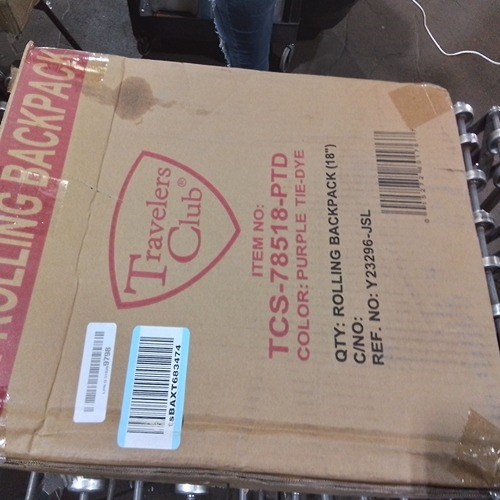 ROLLING BACKPACK
Travelers
Club®
ITEM NO:
TCS-78518-PTD
COLOR: PURPLE TIE-DYE
QTY: ROLLING BACKPACK (18")
C/NO:
REF. NO: Y23296-JSL
EsBAXT683474